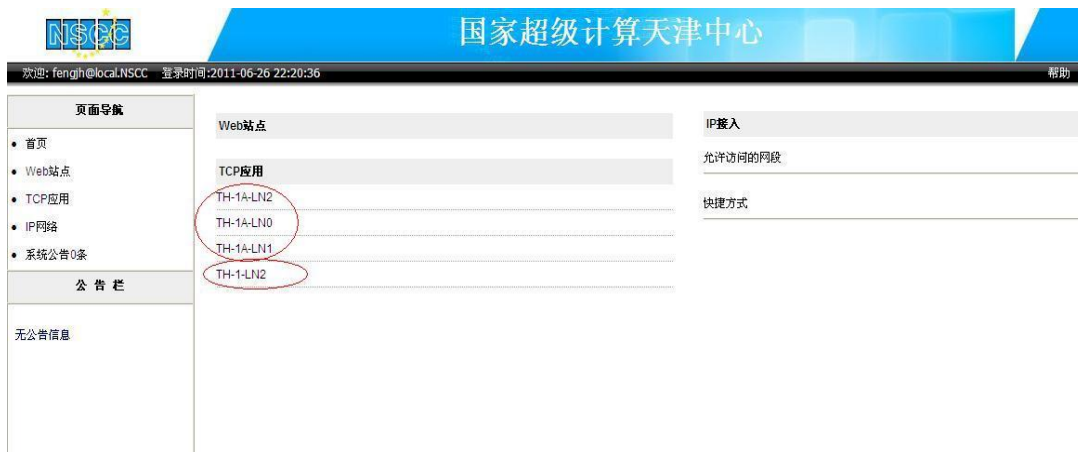 NSCC
国家超级计算天津中心
欢迎: fengjh@local.NSCC 登录时间:2011-06-26 22:20:36
帮助
页面导航
首页
Web站点
TCP应用
IP网络
系统公告0条
公 告 栏
无公告信息
Web站点
TCP应用
TH-1A-LN2
TH-1A-LN0
TH-1A-LN1
TH-1-LN2
IP接入
允许访问的网段
快捷方式